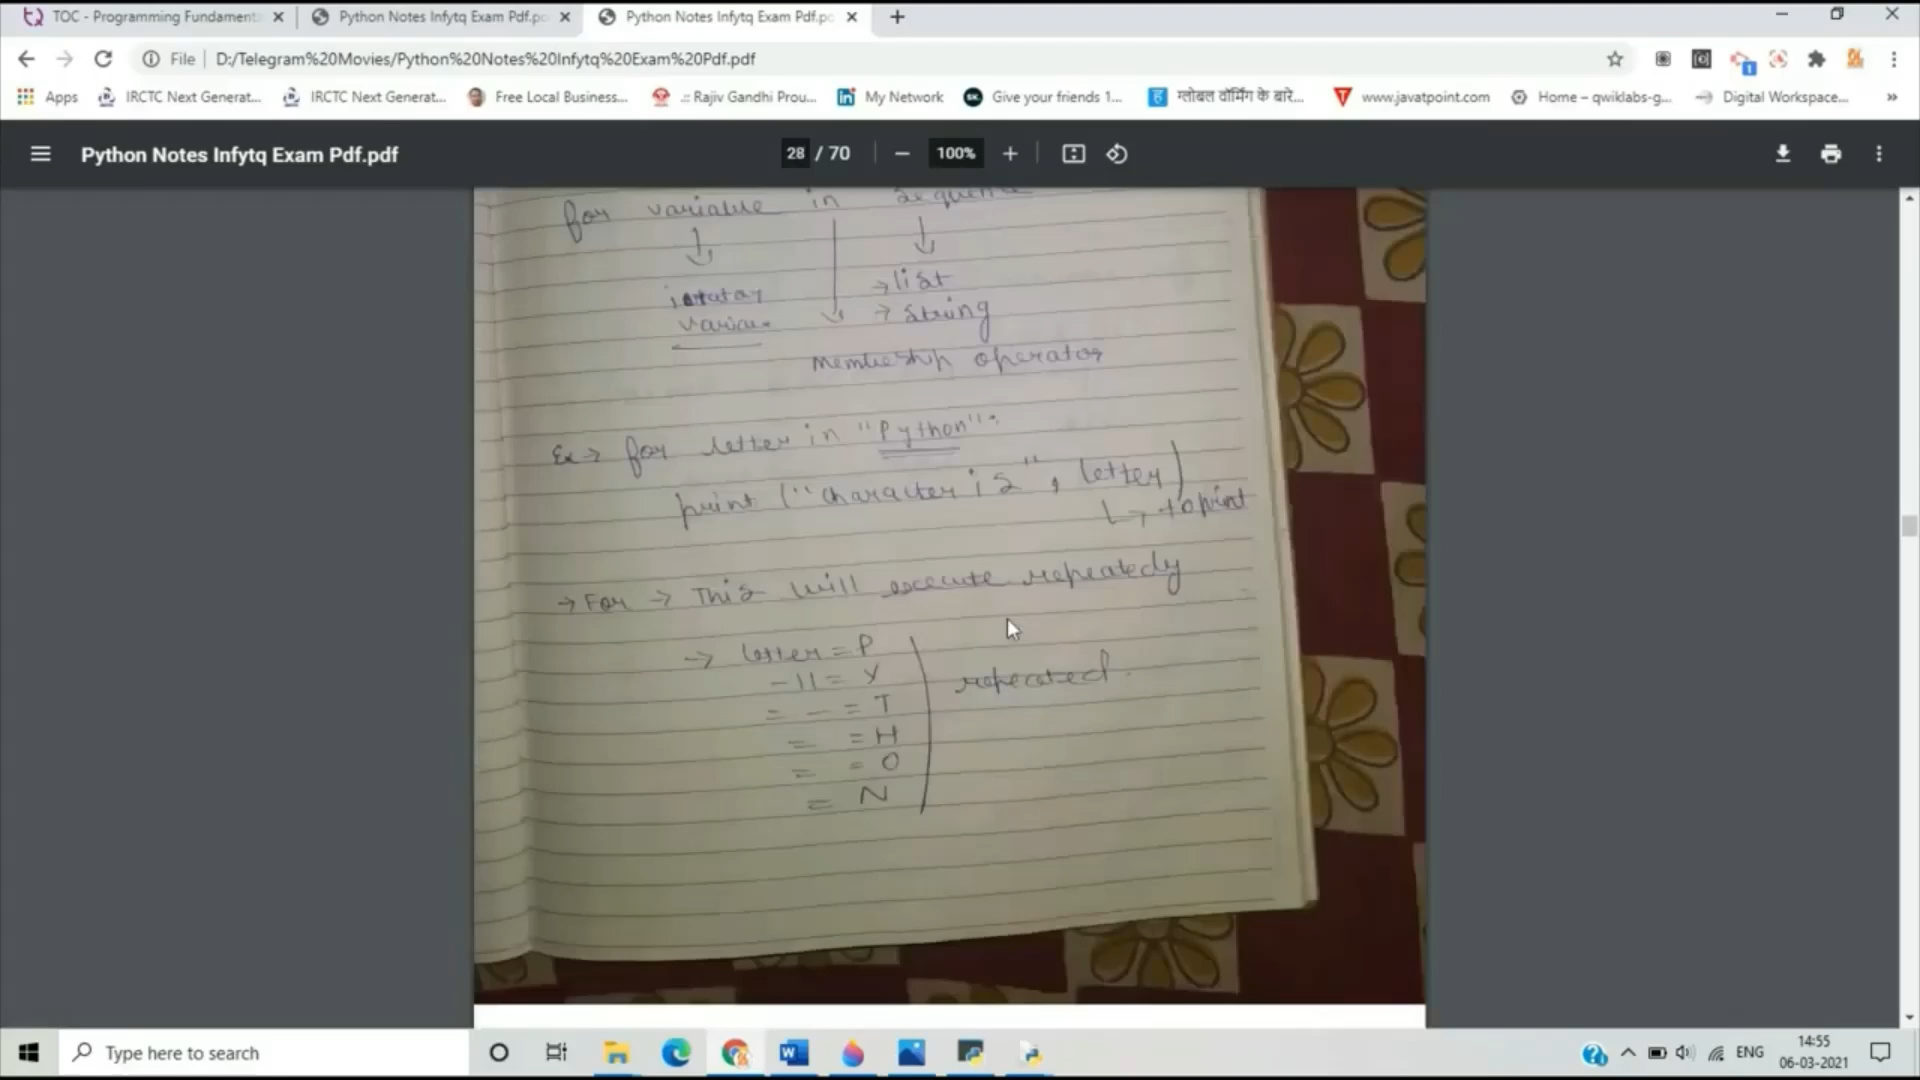 TOC - Programming Fundament
Python Notes Infytq Exam Pdf.p
Python Notes Infytq Exam Pdf.p
File | D:/Telegram%20Movies/Python%20Notes%20Infytq%20Exam%20Pdf.pdf
Apps IRCTC Next Generat... IRCTC Next Generat... Free Local Business... .:: Rajiv Gandhi Prou... My Network Give your friends 1... ग्लोबल वॉर्मिंग के बारे... www.javatpoint.com Home – qwiklabs-g... Digital Workspace... »
Python Notes Infytq Exam Pdf.pdf 28 / 70 − 100% +
for variable in sequence
→ list
→ string
Membeship operator
Ex → for letter in "Python":
print ("character is", letter)
↳ to print
→ For → This will execute repeatedly
→ letter = P
-11 = Y
= — = T
= = H
= = O
= N
repeated.
Type here to search
ENG
14:55
06-03-2021